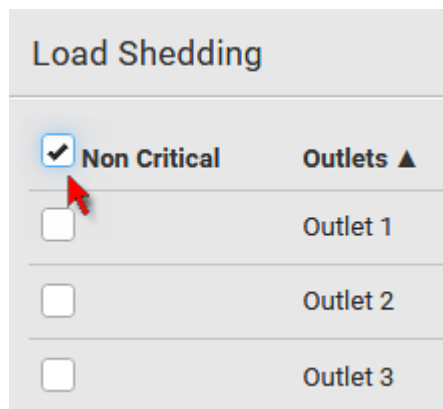 Load Shedding
Non Critical Outlets ▲
Outlet 1
Outlet 2
Outlet 3